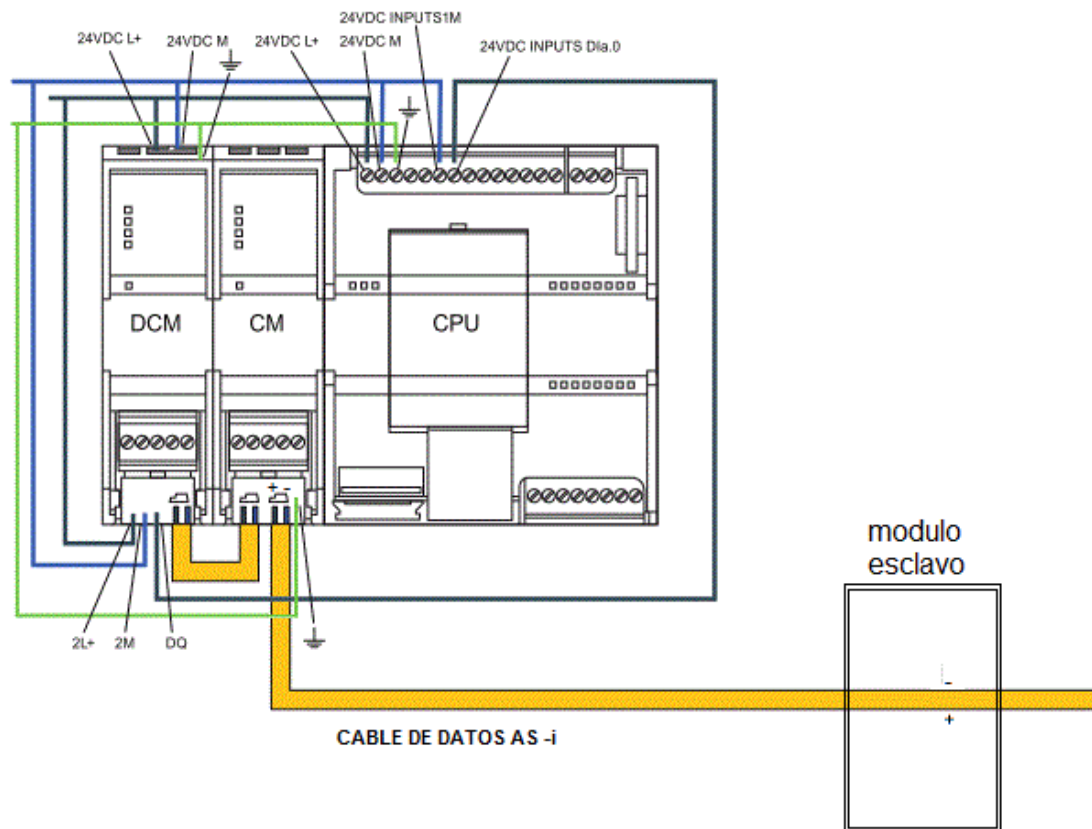 24VDC INPUTS1M
24VDC L+
24VDC M
24VDC L+
24VDC M
24VDC INPUTS DIa.0
DCM
CM
CPU
+ -
2L+
2M
DQ
modulo
esclavo
-
+
CABLE DE DATOS AS -i